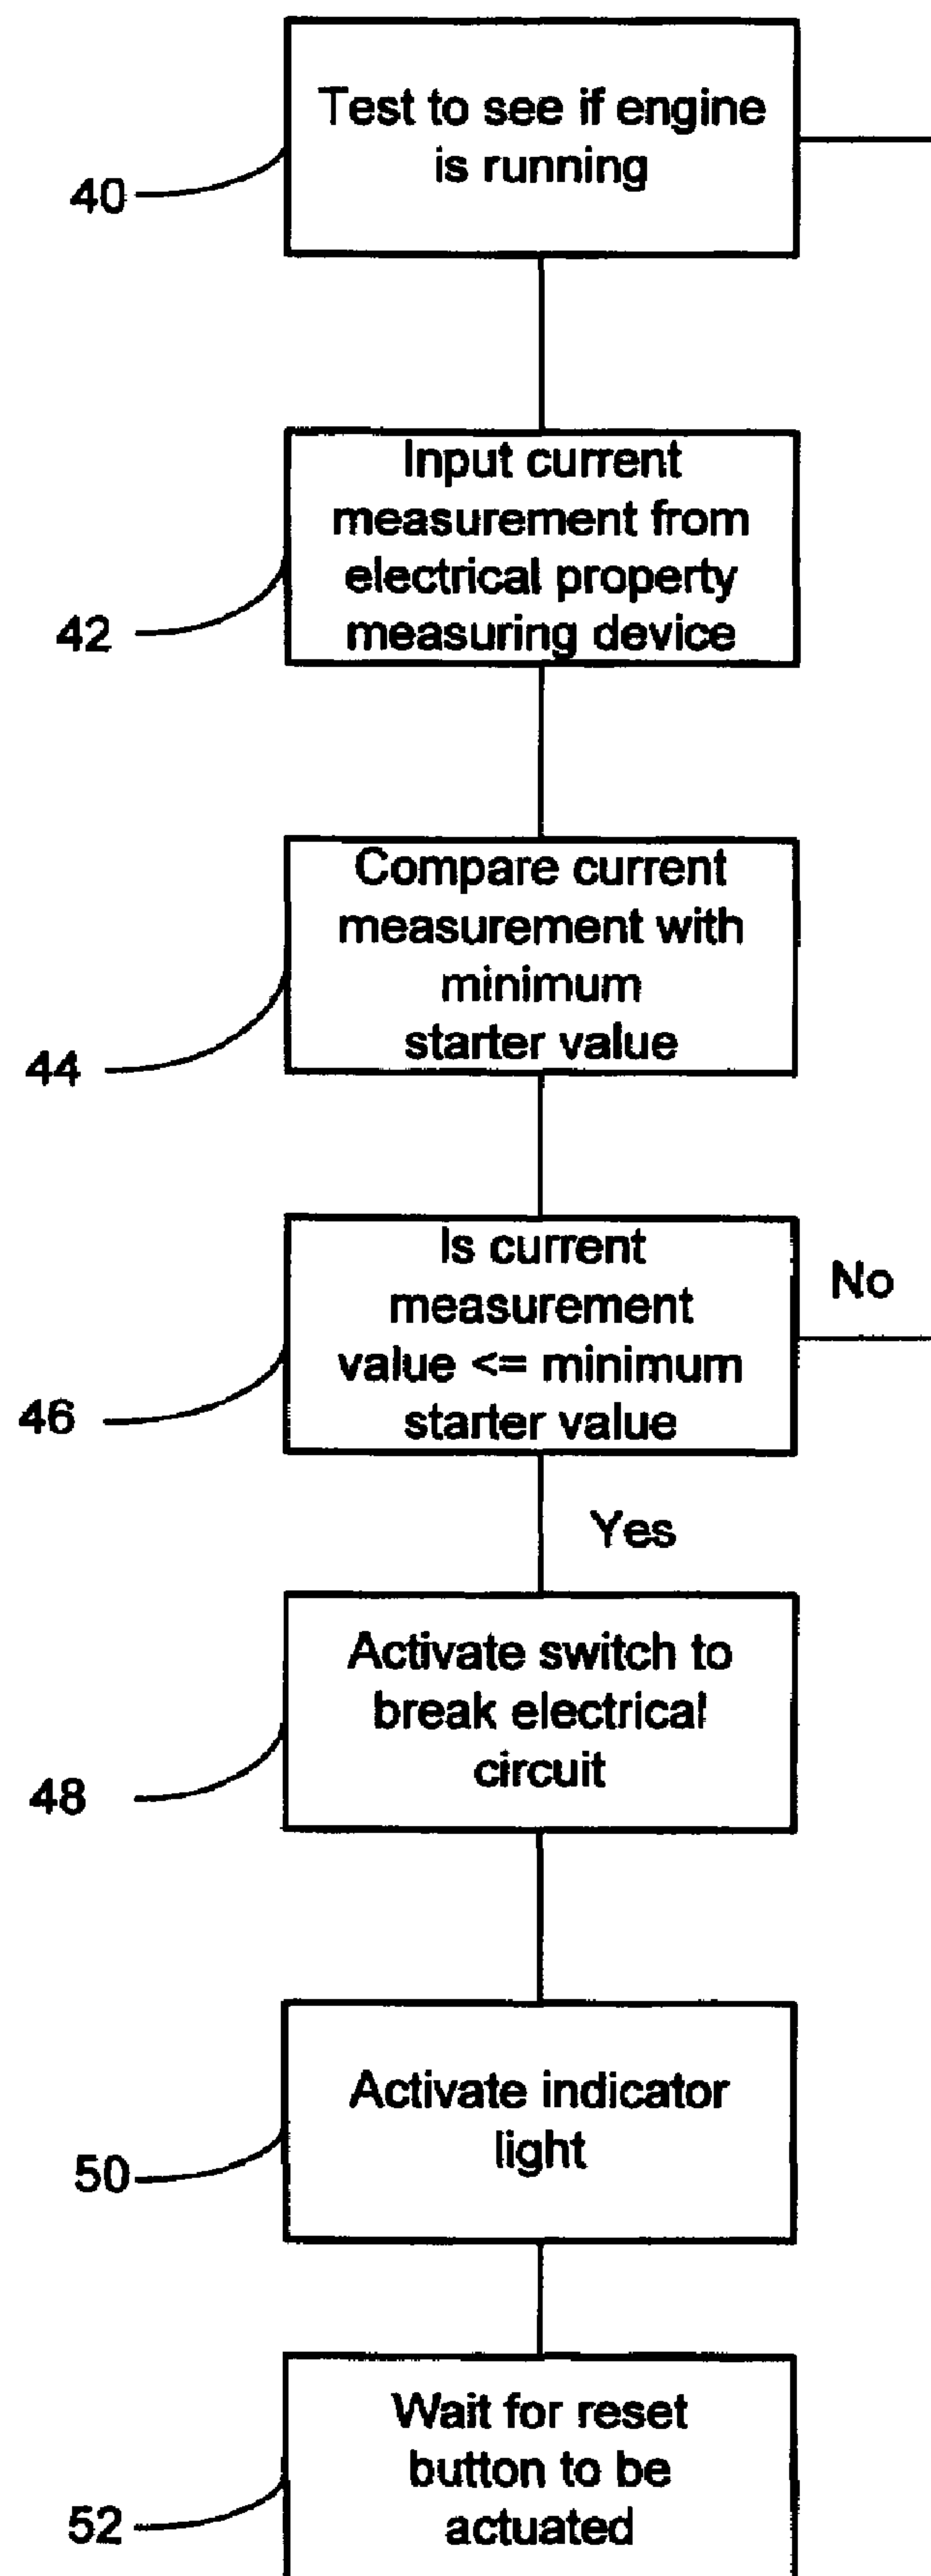 Test to see if engine
is running
40
Input current
measurement from
electrical property
measuring device
42
Compare current
measurement with
minimum
starter value
44
Is current
measurement
value <= minimum
starter value
No
46
Yes
Activate switch to
break electrical
circuit
48
Activate indicator
light
50
Wait for reset
button to be
actuated
52